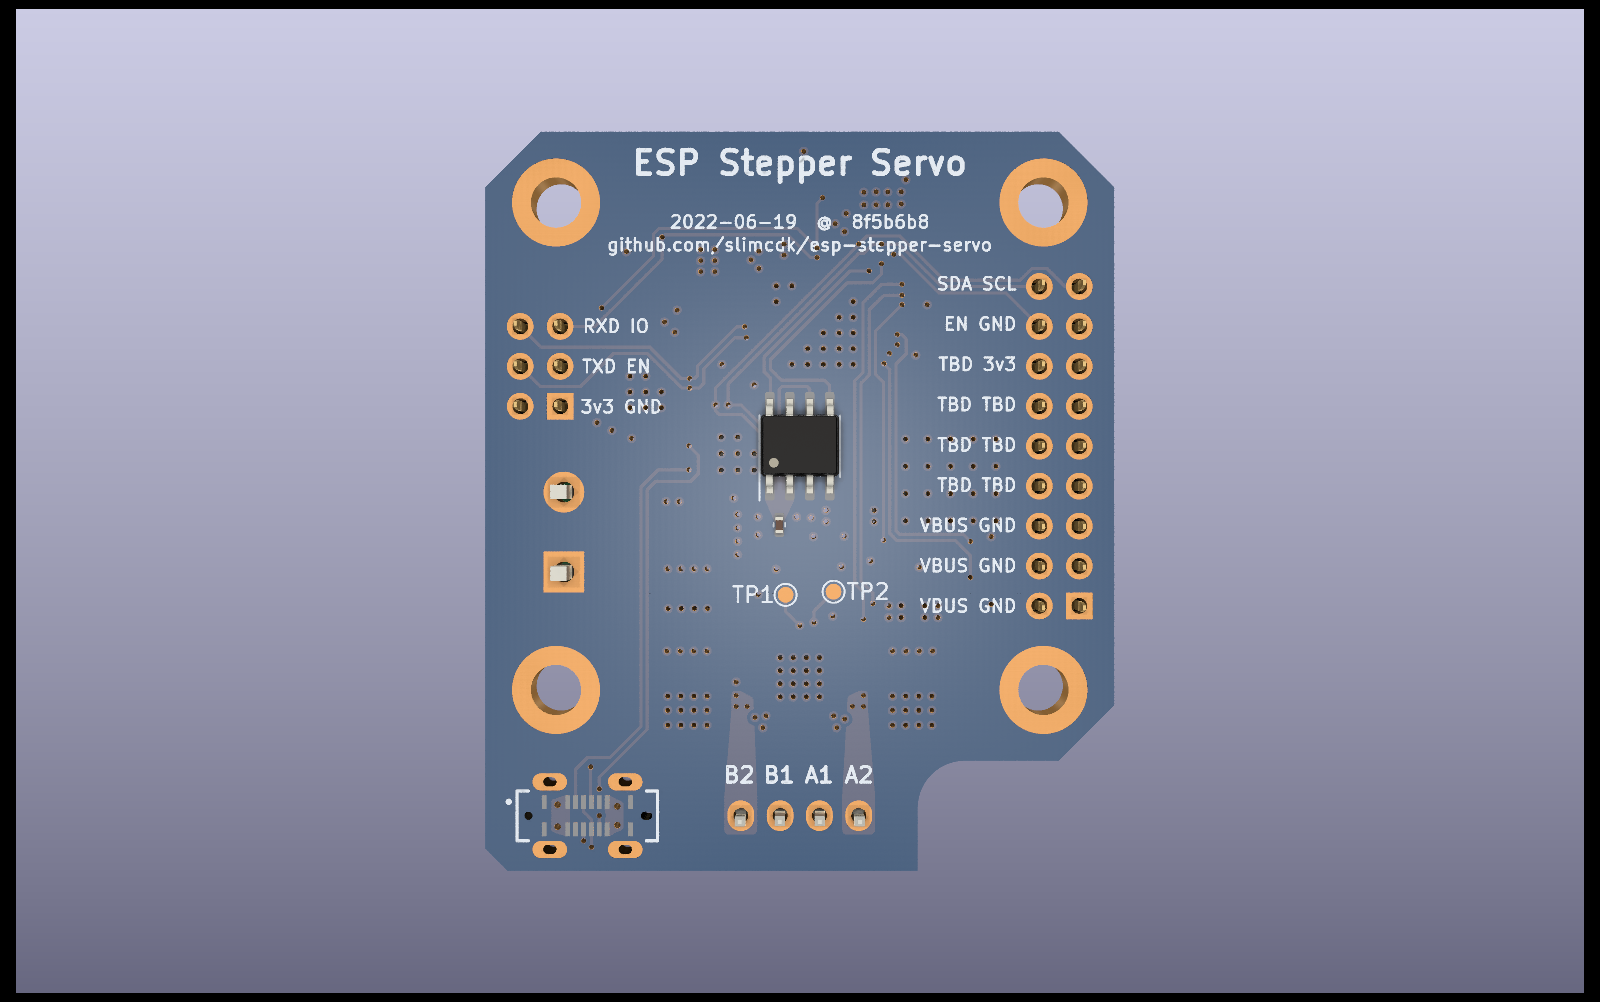 ESP Stepper Servo
2022-06-19 @ 8f5b6b8
github.com/slimcdk/esp-stepper-servo
SDA SCL
RXD IO
EN GND
TXD EN
TBD 3v3
3v3 GND
TBD TBD
TBD TBD
TBD TBD
VBUS GND
VBUS GND
TP1 TP2
VBUS GND
B2 B1 A1 A2